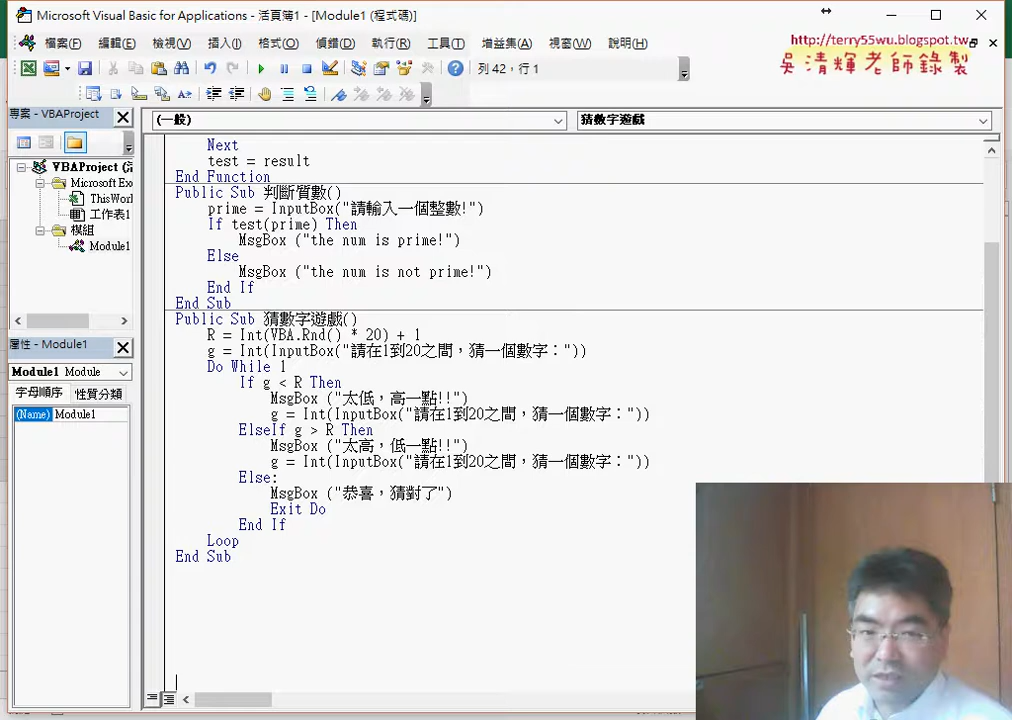 Microsoft Visual Basic for Applications - 活頁簿1 - [Module1 (程式碼)]
檔案(F) 編輯(E) 檢視(V) 插入(I) 格式(O) 偵錯(D) 執行(R) 工具(T) 增益集(A) 視窗(W) 說明(H)
http://terry55wu.blogspot.tw
吳清輝老師錄製
列 42，行 1
專案 - VBAProject
(一般)
猜數字遊戲
VBAProject (
Microsoft Ex
ThisWorl
工作表1
模組
Module1
屬性 - Module1
Module1 Module
字母順序 性質分類
(Name) Module1
Next
test = result
End Function
Public Sub 判斷質數()
prime = InputBox("請輸入一個整數!")
If test(prime) Then
MsgBox ("the num is prime!")
Else
MsgBox ("the num is not prime!")
End If
End Sub
Public Sub 猜數字遊戲()
R = Int(VBA.Rnd() * 20) + 1
g = Int(InputBox("請在1到20之間，猜一個數字："))
Do While 1
If g < R Then
MsgBox ("太低，高一點!!")
g = Int(InputBox("請在1到20之間，猜一個數字："))
ElseIf g > R Then
MsgBox ("太高，低一點!!")
g = Int(InputBox("請在1到20之間，猜一個數字："))
Else:
MsgBox ("恭喜，猜對了")
Exit Do
End If
Loop
End Sub